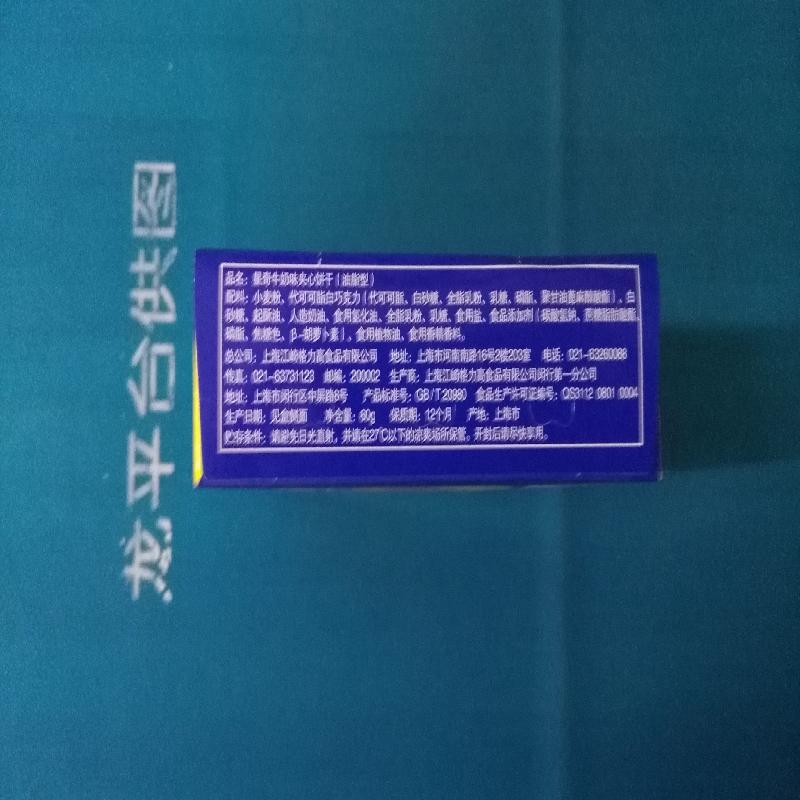 品名：星奇牛奶味夹心饼干（油脂型）
配料：小麦粉、代可可脂白巧克力（代可可脂、白砂糖、全脂乳粉、乳糖、磷脂、聚甘油蓖麻醇酸酯）、白
砂糖、起酥油、人造奶油、食用氢化油、全脂乳粉、乳糖、食用盐、食品添加剂（碳酸氢钠、蔗糖脂肪酸酯、
磷脂、焦糖色、β-胡萝卜素）、食用植物油、食用香精香料。
总公司：上海江崎格力高食品有限公司 地址：上海市河南南路16号2楼203室 电话：021-63260088
传真：021-63731123 邮编：200002 生产商：上海江崎格力高食品有限公司闵行第一分公司
地址：上海市闵行区中屏路8号 产品标准号：GB/T 20980 食品生产许可证编号：QS3112 0801 0004
生产日期：见盒侧面 净含量：60g 保质期：12个月 产地：上海市
贮存条件：请避免日光直射，并请在27℃以下的凉爽场所保管。开封后请尽快享用。
龙平台供图